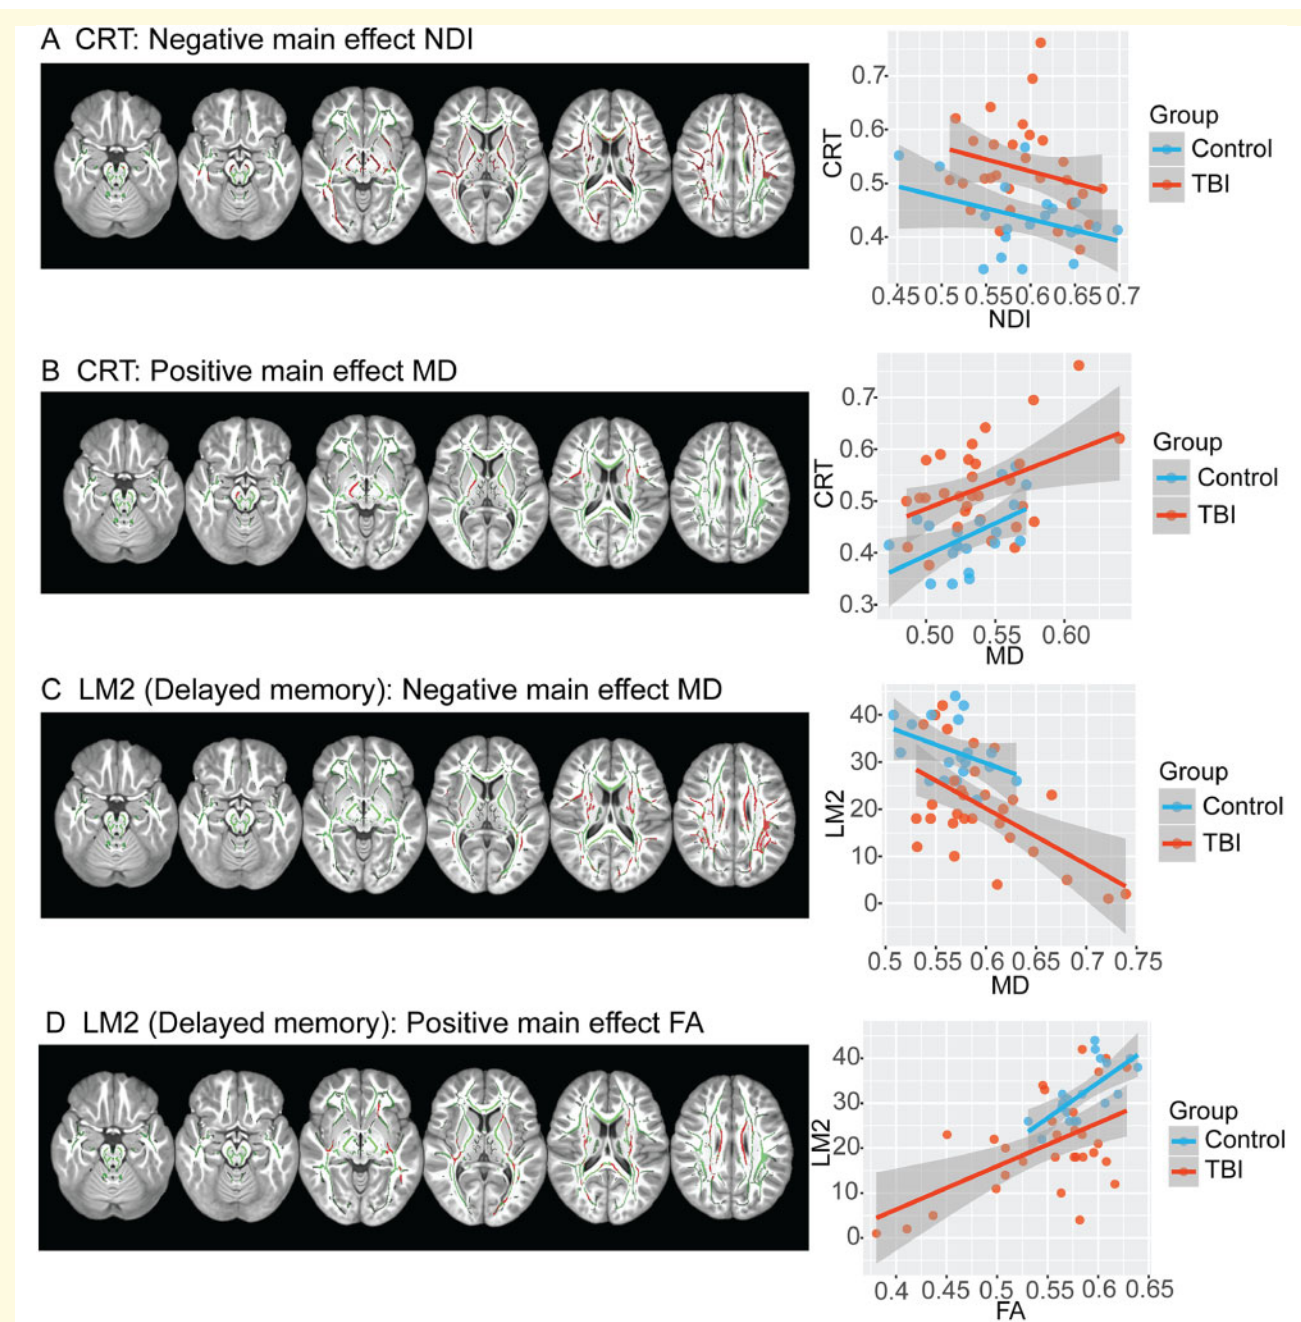 A CRT: Negative main effect NDI
CRT
0.7
0.6
0.5
0.4
0.45 0.5 0.55 0.6 0.65 0.7
NDI
Group
Control
TBI
B CRT: Positive main effect MD
CRT
0.7
0.6
0.5
0.4
0.3
0.50 0.55 0.60
MD
Group
Control
TBI
C LM2 (Delayed memory): Negative main effect MD
LM2
40
30
20
10
0
0.5 0.55 0.6 0.65 0.7 0.75
MD
Group
Control
TBI
D LM2 (Delayed memory): Positive main effect FA
LM2
40
30
20
10
0
0.4 0.45 0.5 0.55 0.6 0.65
FA
Group
Control
TBI